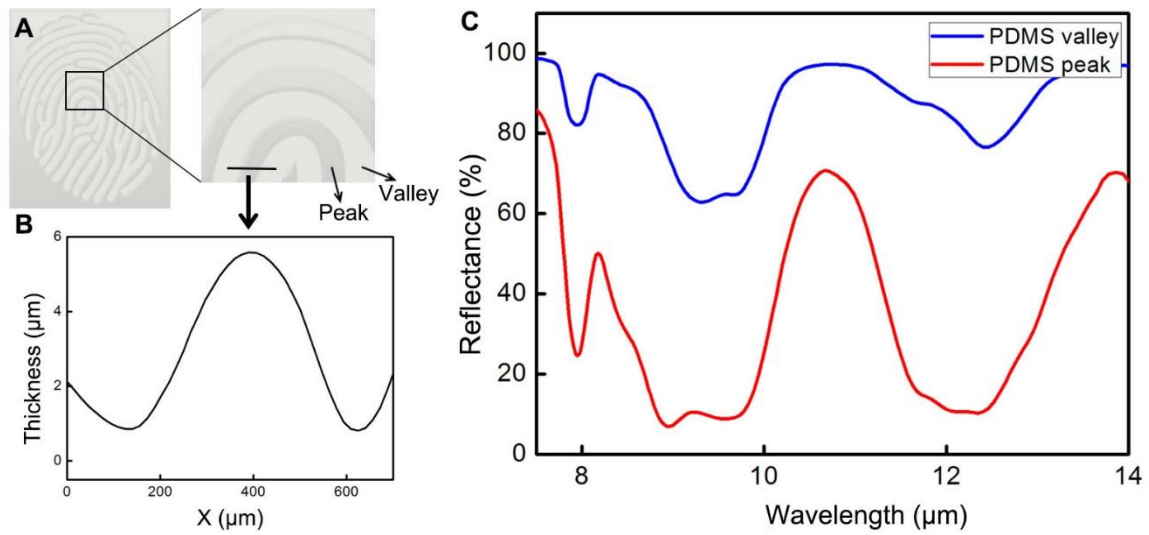 A
Valley
Peak
B
6
4
2
0
Thickness (μm)
0
200
400
600
X (μm)
C
PDMS valley
PDMS peak
100
80
60
40
20
0
Reflectance (%)
8
10
12
14
Wavelength (μm)